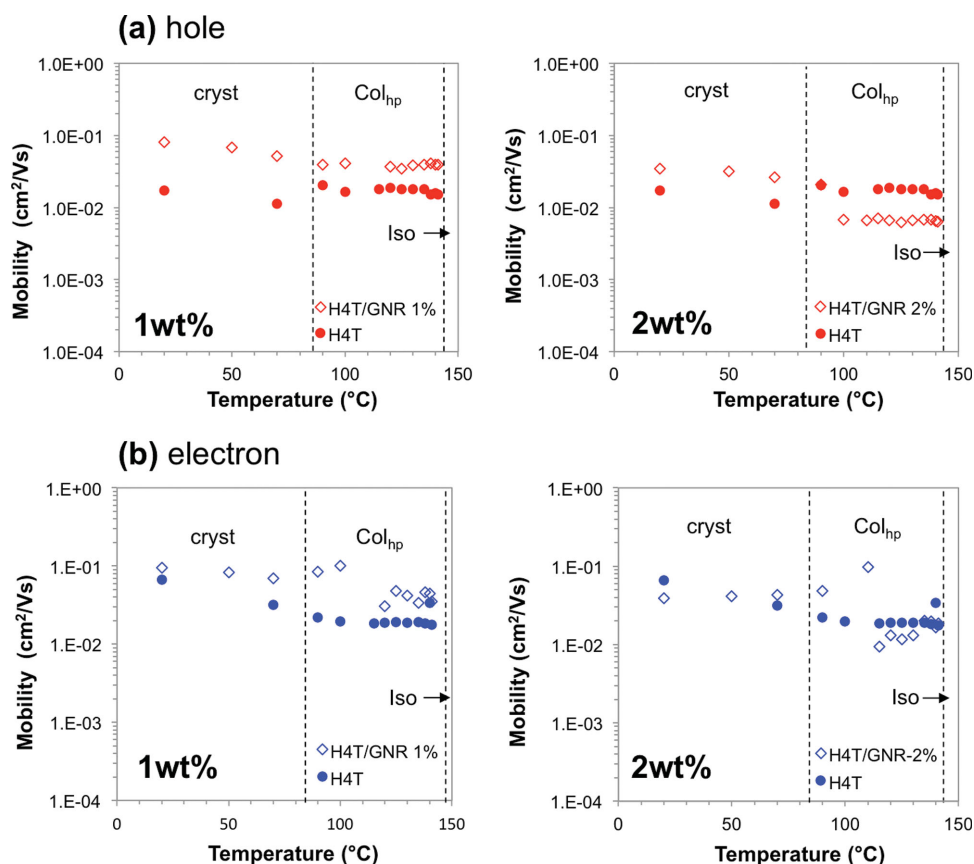 (a) hole
1.0E+00
1.0E-01
1.0E-02
1.0E-03
1.0E-04
Mobility (cm²/Vs)
cryst
Col_hp
Iso
H4T/GNR 1%
H4T
1wt%
0 50 100 150
Temperature (°C)
1.0E+00
1.0E-01
1.0E-02
1.0E-03
1.0E-04
Mobility (cm²/Vs)
cryst
Col_hp
Iso
H4T/GNR 2%
H4T
2wt%
0 50 100 150
Temperature (°C)
(b) electron
1.E+00
1.E-01
1.E-02
1.E-03
1.E-04
Mobility (cm²/Vs)
cryst
Col_hp
Iso
H4T/GNR 1%
H4T
1wt%
0 50 100 150
Temperature (°C)
1.E+00
1.E-01
1.E-02
1.E-03
1.E-04
Mobility (cm²/Vs)
cryst
Col_hp
Iso
H4T/GNR-2%
H4T
2wt%
0 50 100 150
Temperature (°C)